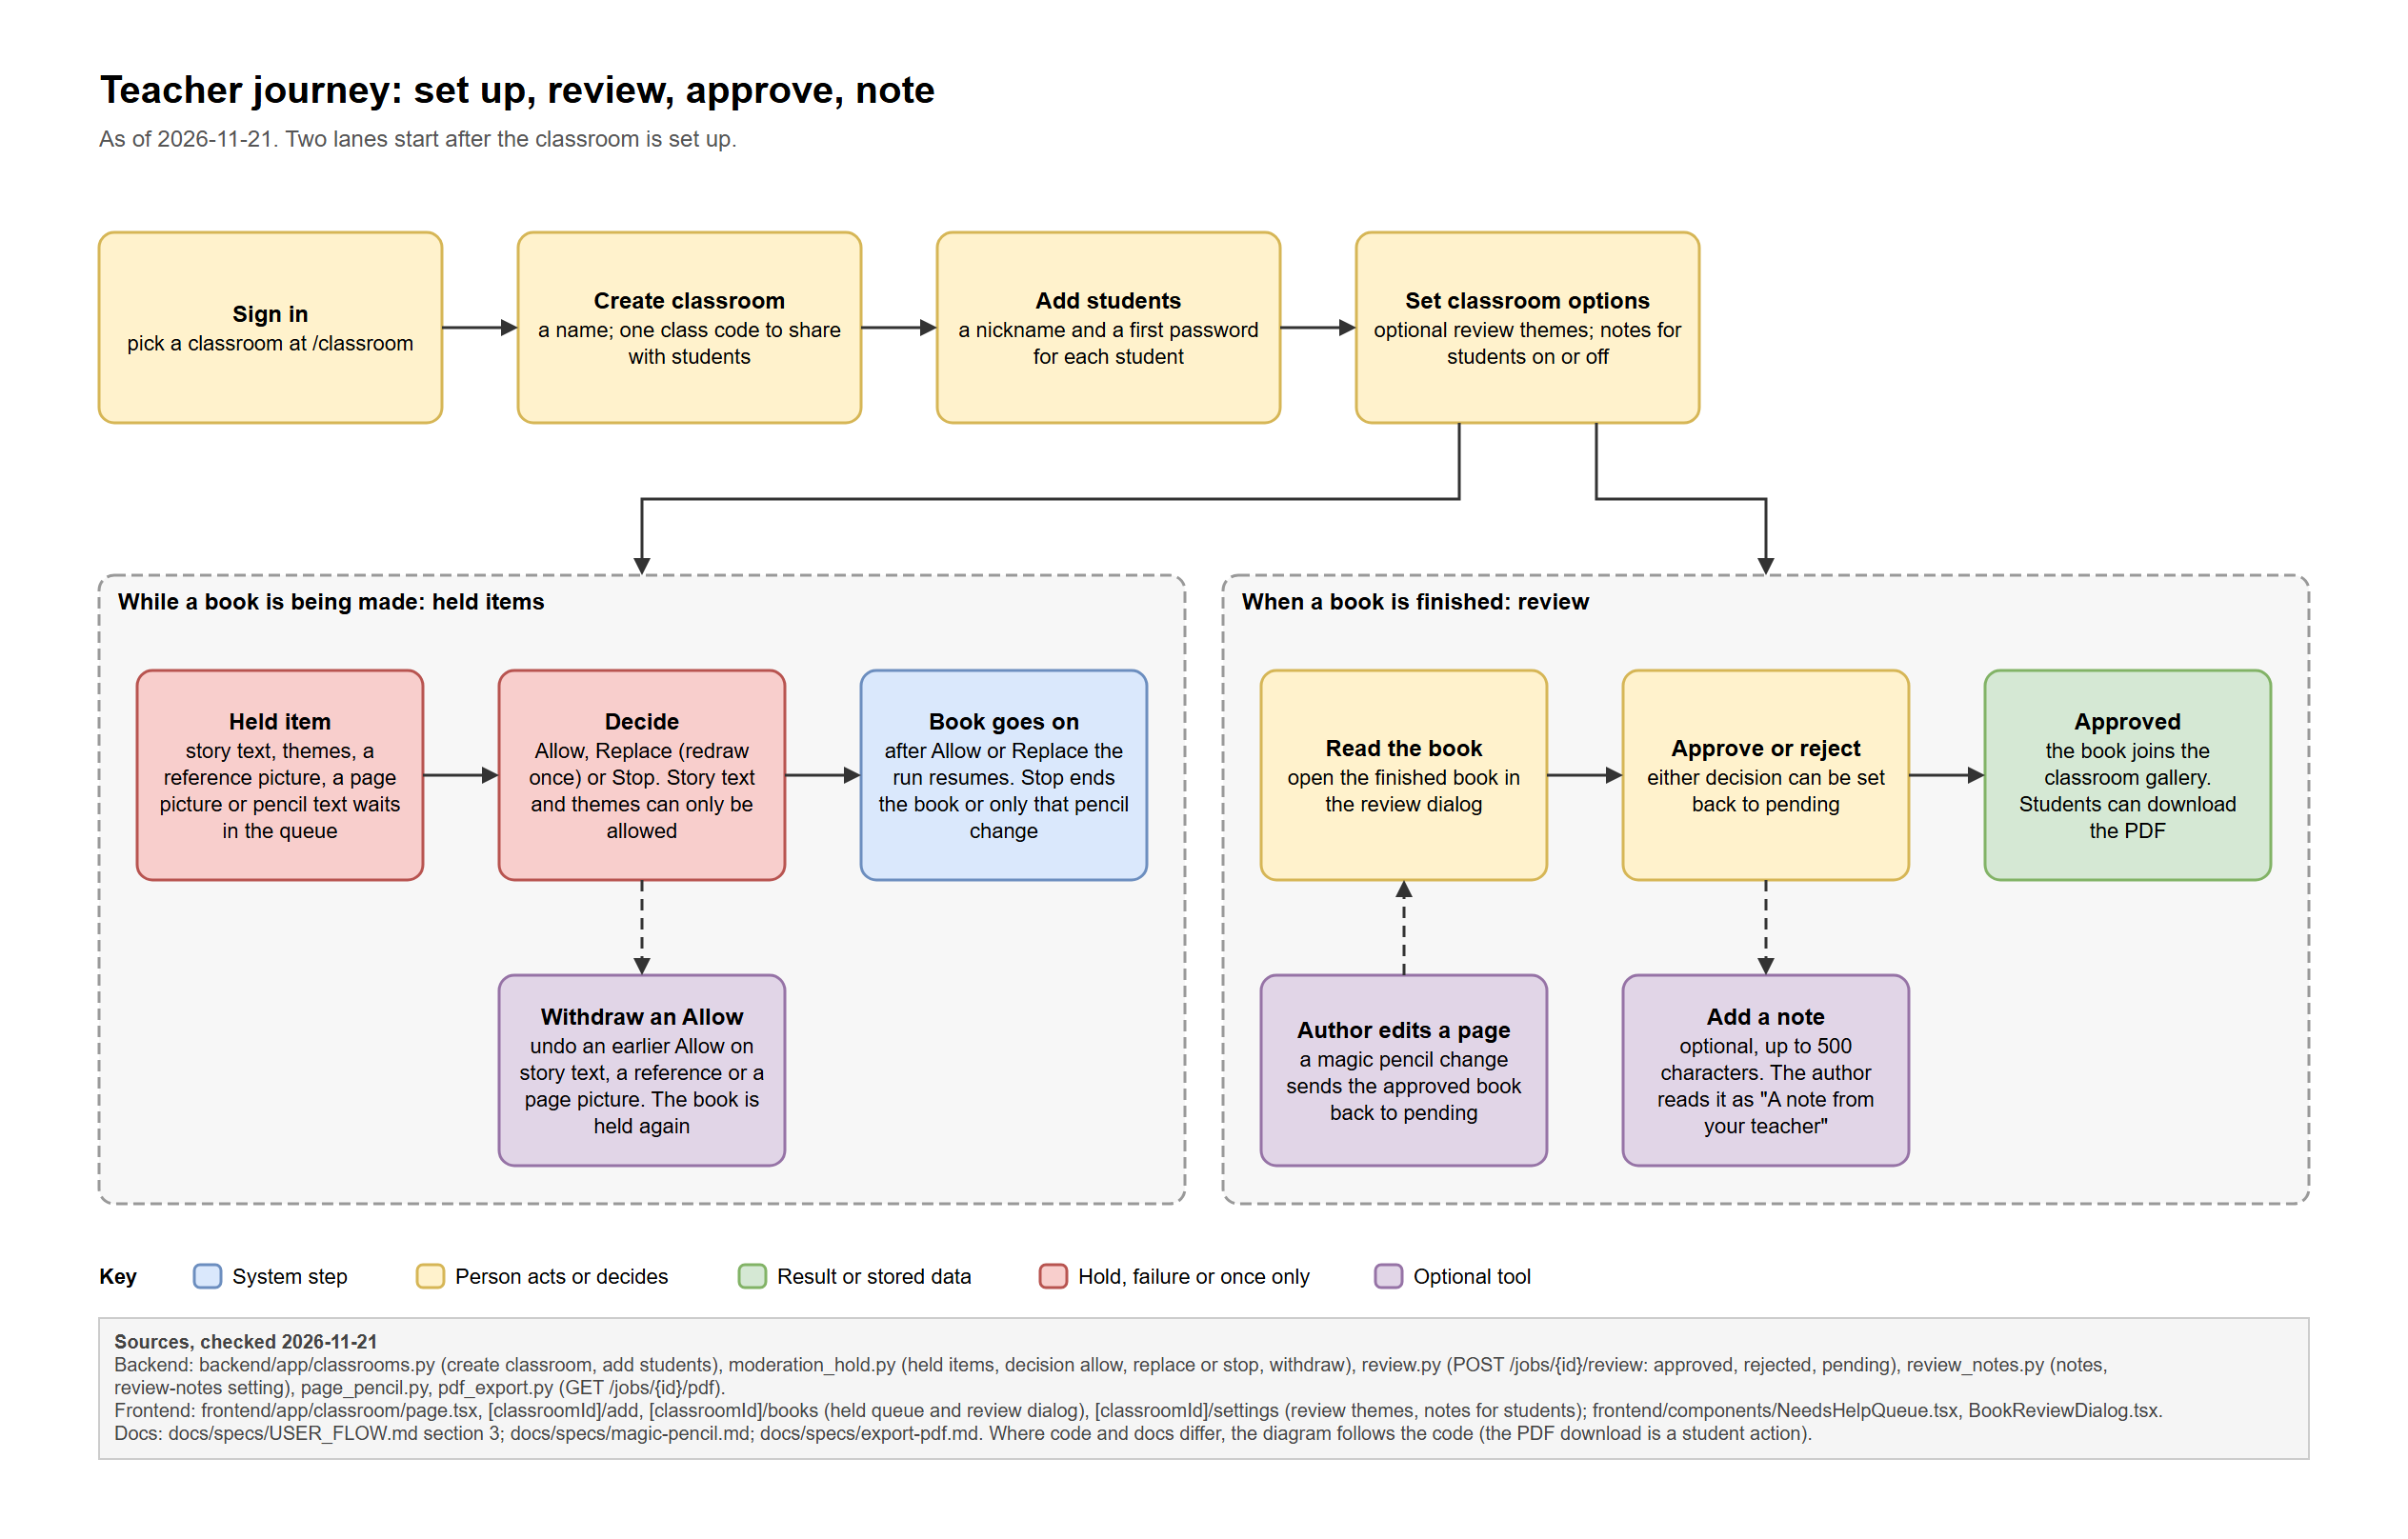 Teacher journey: set up, review, approve, note
As of 2026-11-21. Two lanes start after the classroom is set up.
Sign in
pick a classroom at /classroom
Create classroom
a name; one class code to share
with students
Add students
a nickname and a first password
for each student
Set classroom options
optional review themes; notes for
students on or off
While a book is being made: held items
Held item
story text, themes, a
reference picture, a page
picture or pencil text waits
in the queue
Decide
Allow, Replace (redraw
once) or Stop. Story text
and themes can only be
allowed
Book goes on
after Allow or Replace the
run resumes. Stop ends
the book or only that pencil
change
Withdraw an Allow
undo an earlier Allow on
story text, a reference or a
page picture. The book is
held again
When a book is finished: review
Read the book
open the finished book in
the review dialog
Approve or reject
either decision can be set
back to pending
Approved
the book joins the
classroom gallery.
Students can download
the PDF
Author edits a page
a magic pencil change
sends the approved book
back to pending
Add a note
optional, up to 500
characters. The author
reads it as "A note from
your teacher"
Key
System step
Person acts or decides
Result or stored data
Hold, failure or once only
Optional tool
Sources, checked 2026-11-21
Backend: backend/app/classrooms.py (create classroom, add students), moderation_hold.py (held items, decision allow, replace or stop, withdraw), review.py (POST /jobs/{id}/review: approved, rejected, pending), review_notes.py (notes,
review-notes setting), page_pencil.py, pdf_export.py (GET /jobs/{id}/pdf).
Frontend: frontend/app/classroom/page.tsx, [classroomId]/add, [classroomId]/books (held queue and review dialog), [classroomId]/settings (review themes, notes for students); frontend/components/NeedsHelpQueue.tsx, BookReviewDialog.tsx.
Docs: docs/specs/USER_FLOW.md section 3; docs/specs/magic-pencil.md; docs/specs/export-pdf.md. Where code and docs differ, the diagram follows the code (the PDF download is a student action).